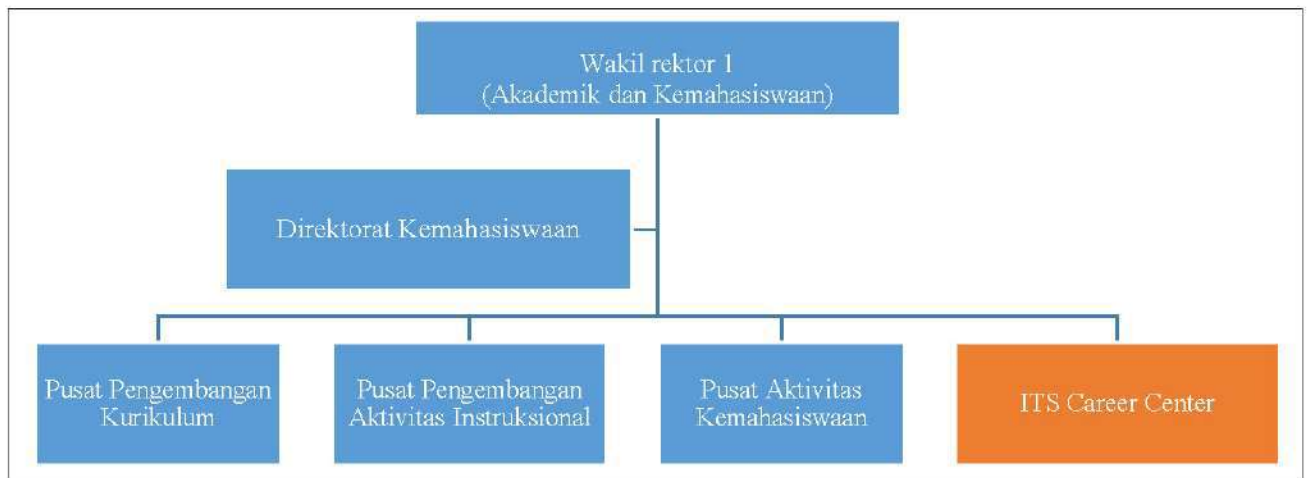 Wakil rektor 1
(Akademik dan Kemahasiswaan)
Direktorat Kemahasiswaan
Pusat Pengembangan
Kurikulum
Pusat Pengembangan
Aktivitas Instruksional
Pusat Aktivitas
Kemahasiswaan
ITS Career Center